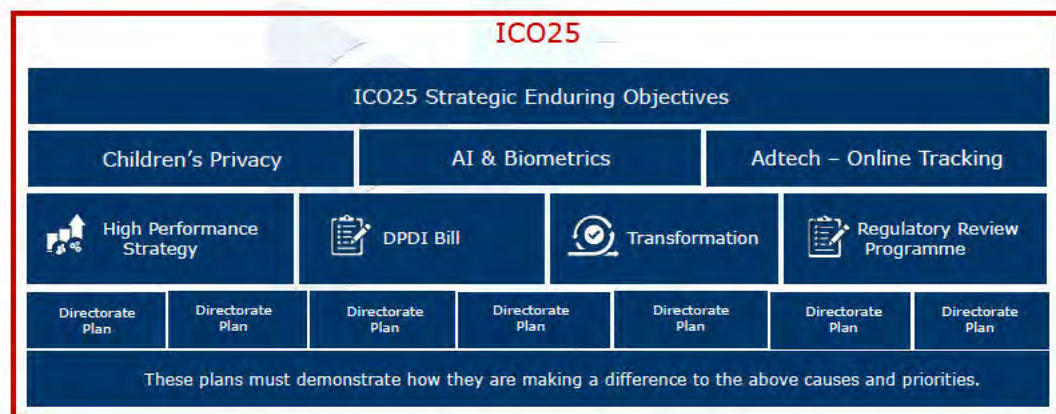 ICO25
ICO25 Strategic Enduring Objectives
Children's Privacy
AI & Biometrics
Adtech – Online Tracking
High Performance
Strategy
DPDI Bill
Transformation
Regulatory Review
Programme
Directorate
Plan
Directorate
Plan
Directorate
Plan
Directorate
Plan
Directorate
Plan
Directorate
Plan
Directorate
Plan
These plans must demonstrate how they are making a difference to the above causes and priorities.